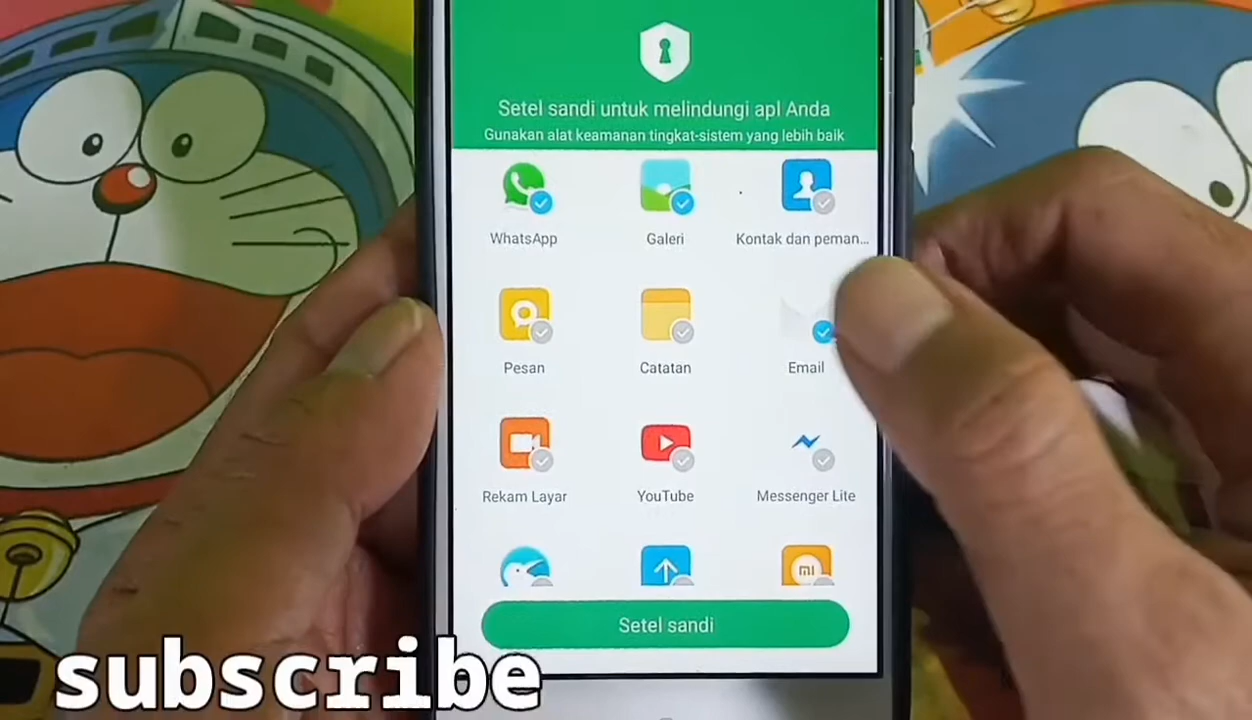 Setel sandi untuk melindungi apl Anda
Gunakan alat keamanan tingkat-sistem yang lebih baik
WhatsApp
Galeri
Kontak dan peman...
Pesan
Catatan
Email
Rekam Layar
YouTube
Messenger Lite
mi
Setel sandi
subscribe